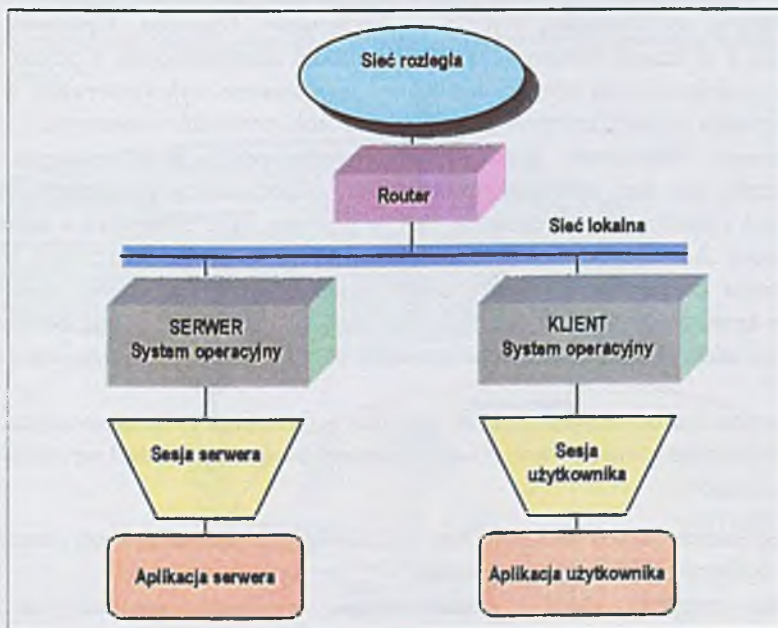 Sieć rozległa
Router
Sieć lokalna
SERWER
System operacyjny
KLIENT
System operacyjny
Sesja serwera
Sesja
użytkownika
Aplikacja serwera
Aplikacja użytkownika